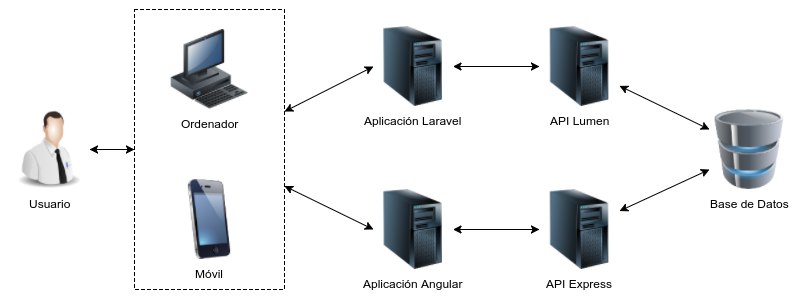 Ordenador
Aplicación Laravel
API Lumen
Usuario
Base de Datos
Móvil
Aplicación Angular
API Express